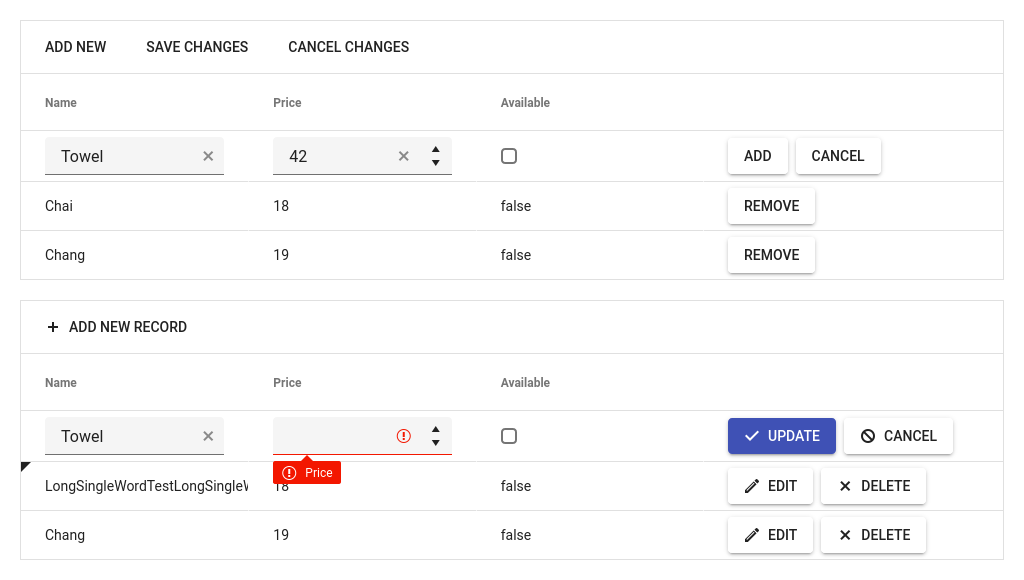 ADD NEW SAVE CHANGES CANCEL CHANGES
Name Price Available
Towel 42 ADD CANCEL
Chai 18 false REMOVE
Chang 19 false REMOVE
ADD NEW RECORD
Name Price Available
Towel UPDATE CANCEL
Price
LongSingleWordTestLongSingleW 18 false EDIT DELETE
Chang 19 false EDIT DELETE